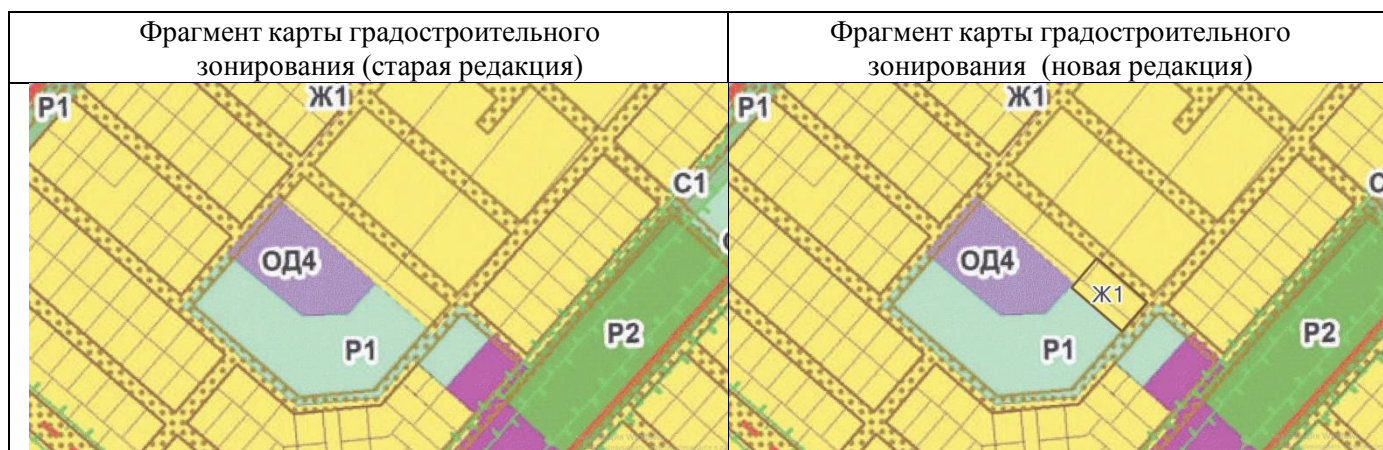 Фрагмент карты градостроительного
зонирования (старая редакция)
Фрагмент карты градостроительного
зонирования (новая редакция)
Р1
Ж1
С1
ОД4
Р1
Р2
Р1
Ж1
ОД4
Ж1
Р1
Р2